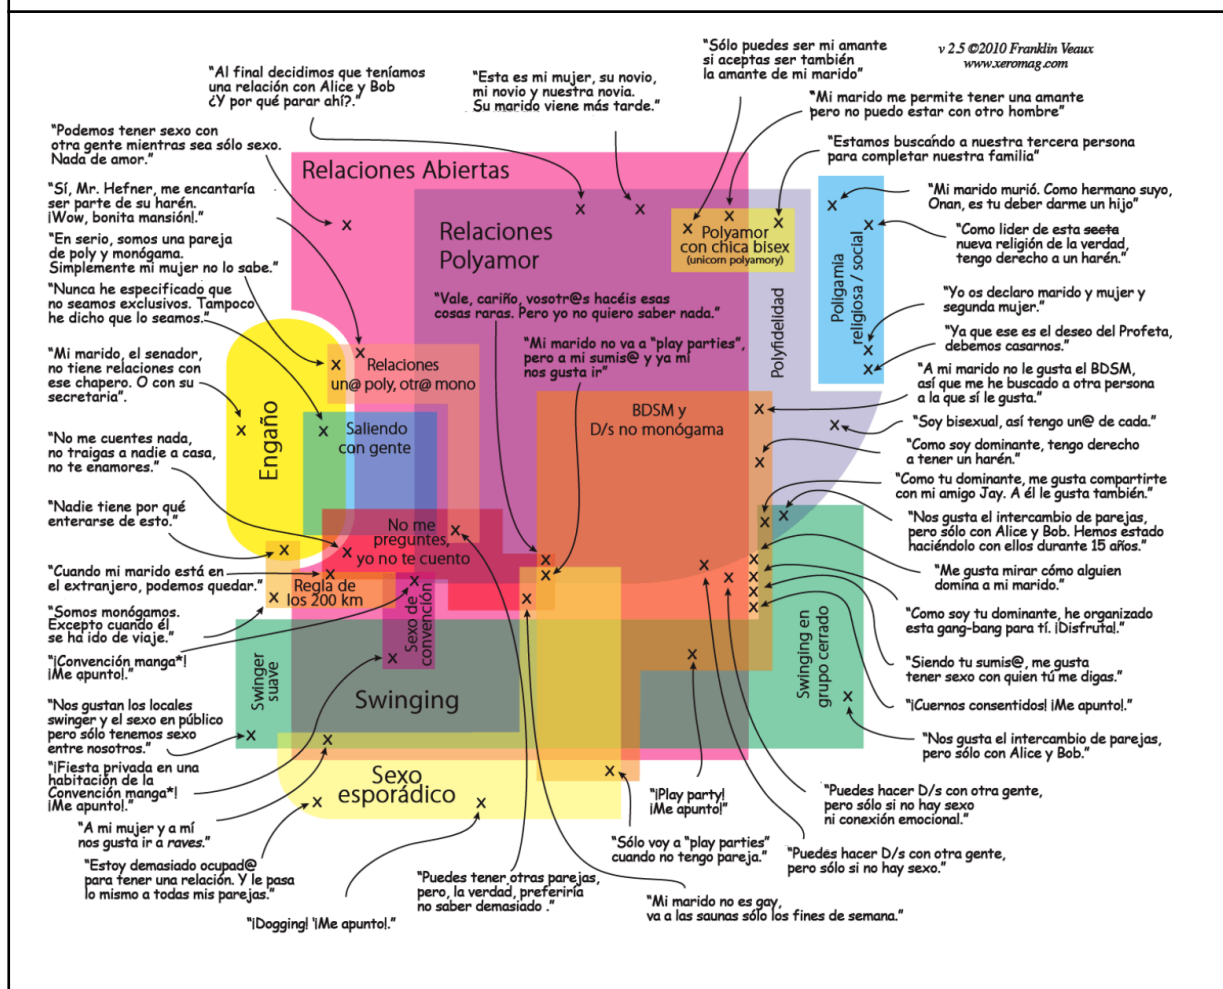 v 2.5 ©2010 Franklin Veaux
www.xeromag.com
“Sólo puedes ser mi amante
si aceptas ser también
la amante de mi marido”
“Al final decidimos que teníamos
una relación con Alice y Bob
¿Y por qué parar ahí?.”
“Esta es mi mujer, su novio,
mi novio y nuestra novia.
Su marido viene más tarde.”
“Mi marido me permite tener una amante
pero no puedo estar con otro hombre”
“Podemos tener sexo con
otra gente mientras sea sólo sexo.
Nada de amor.”
“Estamos buscándo a nuestra tercera persona
para completar nuestra familia”
“Sí, Mr. Hefner, me encantaría
ser parte de su harén.
¡Wow, bonita mansión!.”
“Mi marido murió. Como hermano suyo,
Onan, es tu deber darme un hijo”
“En serio, somos una pareja
de poly y monógama.
Simplemente mi mujer no lo sabe.”
“Como lider de esta secta
nueva religión de la verdad,
tengo derecho a un harén.”
“Nunca he especificado que
no seamos exclusivos. Tampoco
he dicho que lo seamos.”
“Yo os declaro marido y mujer y
segunda mujer.”
“Vale, cariño, vosotr@s hacéis esas
cosas raras. Pero yo no quiero saber nada.”
“Ya que ese es el deseo del Profeta,
debemos casarnos.”
“Mi marido no va a “play parties”,
pero a mi sumis@ y ya mí
nos gusta ir”
“Mi marido, el senador,
no tiene relaciones con
ese chapero. O con su
secretaria”.
“A mi marido no le gusta el BDSM,
así que me he buscado a otra persona
a la que sí le gusta.”
“Soy bisexual, así tengo un@ de cada.”
“No me cuentes nada,
no traigas a nadie a casa,
no te enamores.”
“Como soy dominante, tengo derecho
a tener un harén.”
“Como tu dominante, me gusta compartirte
con mi amigo Jay. A él le gusta también.”
“Nadie tiene por qué
enterarse de esto.”
“Nos gusta el intercambio de parejas,
pero sólo con Alice y Bob. Hemos estado
haciéndolo con ellos durante 15 años.”
“Cuando mi marido está en
el extranjero, podemos quedar.”
“Me gusta mirar cómo alguien
domina a mi marido.”
“Somos monógamos.
Excepto cuando él
se ha ido de viaje.”
“Como soy tu dominante, he organizado
esta gang-bang para tí. ¡Disfruta!.”
“¡Convención manga*!
¡Me apunto!.”
“Siendo tu sumis@, me gusta
tener sexo con quien tú me digas.”
“Nos gustan los locales
swinger y el sexo en público
pero sólo tenemos sexo
entre nosotros.”
“¡Cuernos consentidos! ¡Me apunto!.”
“Nos gusta el intercambio de parejas,
pero sólo con Alice y Bob.”
“¡Fiesta privada en una
habitación de la
Convención manga*!
¡Me apunto!.”
“A mi mujer y a mí
nos gusta ir a raves.”
“Estoy demasiado ocupad@
para tener una relación. Y le pasa
lo mismo a todas mis parejas.”
“¡Dogging! ¡Me apunto!.”
“Puedes tener otras parejas,
pero, la verdad, preferiría
no saber demasiado .”
“Sólo voy a “play parties”
cuando no tengo pareja.”
“¡Play party!
¡Me apunto!”
“Puedes hacer D/s con otra gente,
pero sólo si no hay sexo
ni conexión emocional.”
“Puedes hacer D/s con otra gente,
pero sólo si no hay sexo.”
“Mi marido no es gay,
va a las saunas sólo los fines de semana.”
Relaciones Abiertas
Relaciones
Polyamor
Polyamor
con chica bisex
(unicorn polyamory)
Polyfidelidad
Poligamia
religiosa / social
Relaciones
un@ poly, otr@ mono
BDSM y
D/s no monógama
Engaño
Saliendo
con gente
No me
preguntes,
yo no te cuento
Regla de
los 200 km
Sexo de
convención
Swinger
suave
Swinging
Swinging en
grupo cerrado
Sexo
esporádico